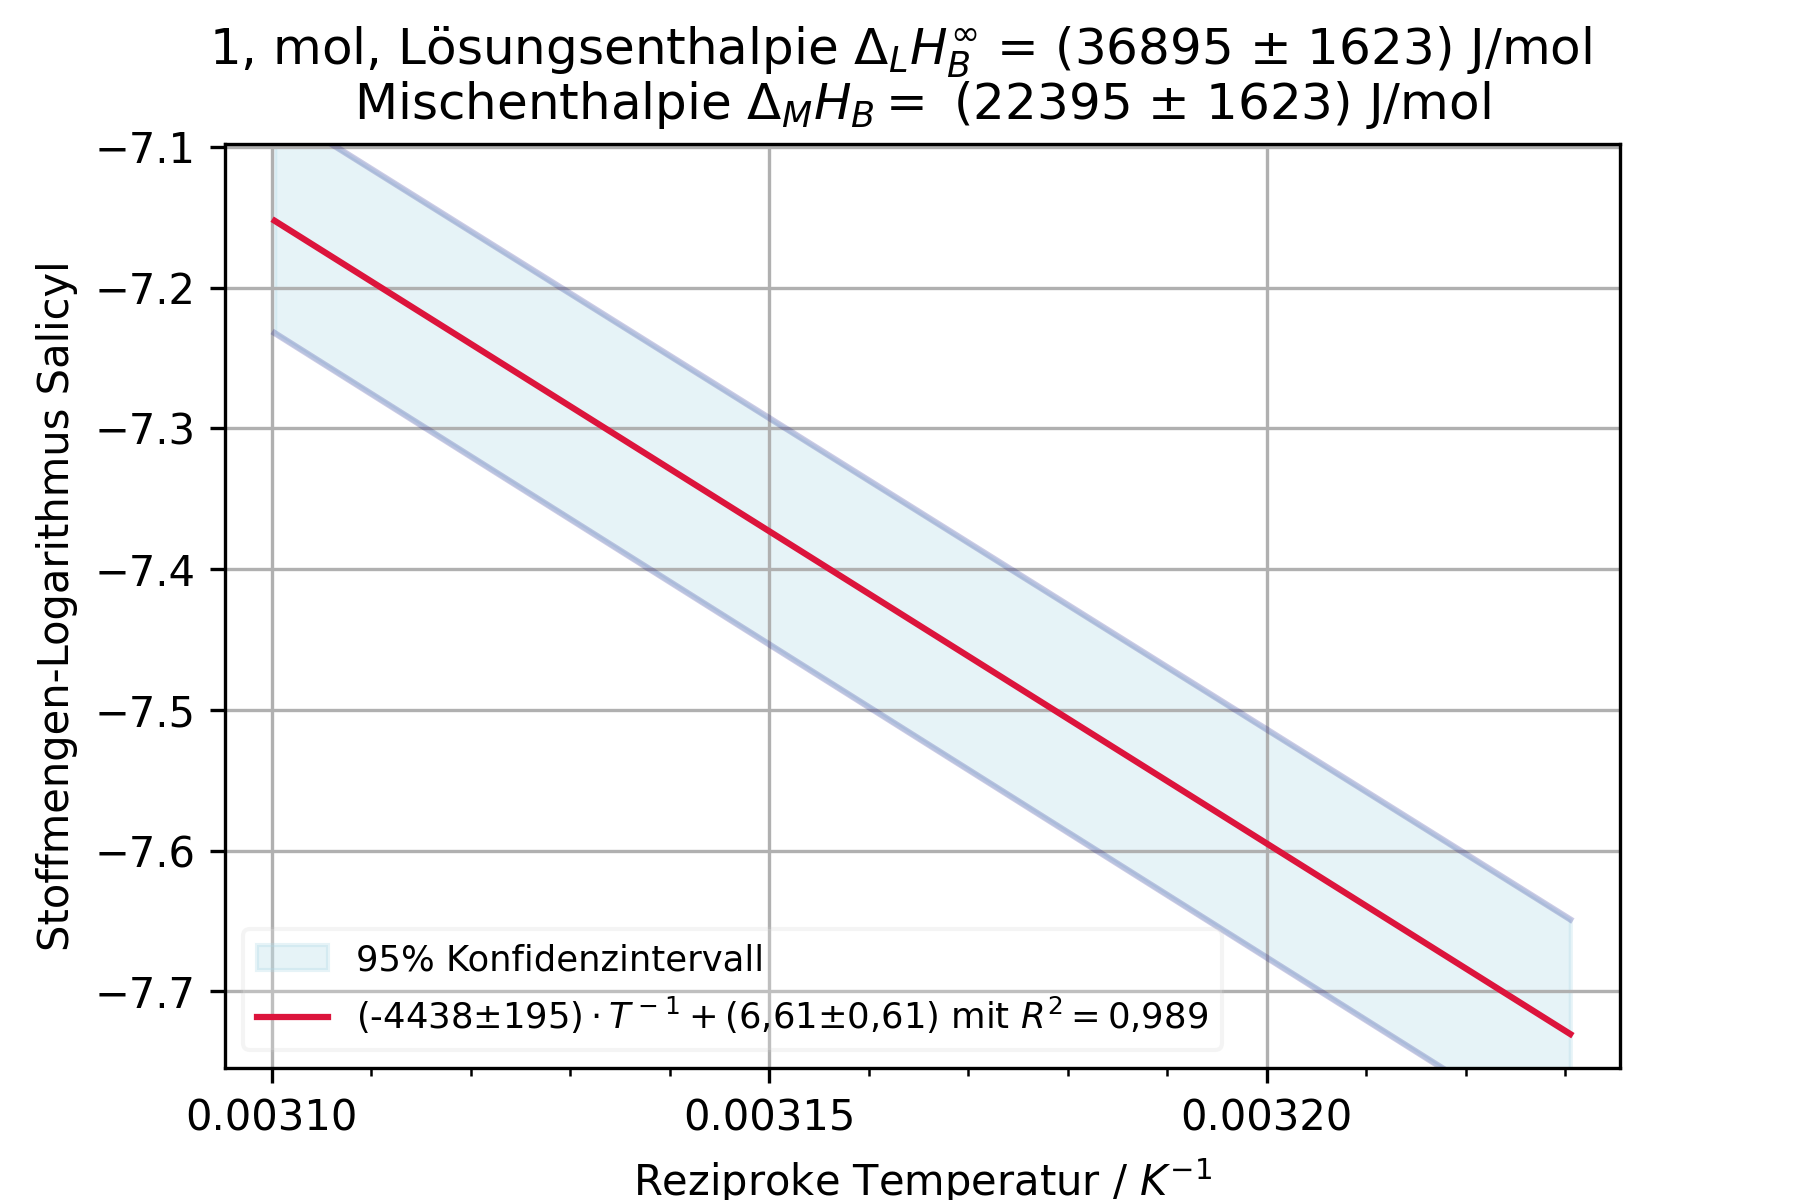 1, mol, Lösungsenthalpie Δ_L H_B^∞ = (36895 ± 1623) J/mol
Mischenthalpie Δ_M H_B = (22395 ± 1623) J/mol
Stoffmengen-Logarithmus Salicyl
−7.1
−7.2
−7.3
−7.4
−7.5
−7.6
−7.7
95% Konfidenzintervall
(-4438±195) · T^−1 + (6,61±0,61) mit R^2 = 0,989
0.00310 0.00315 0.00320
Reziproke Temperatur / K^−1